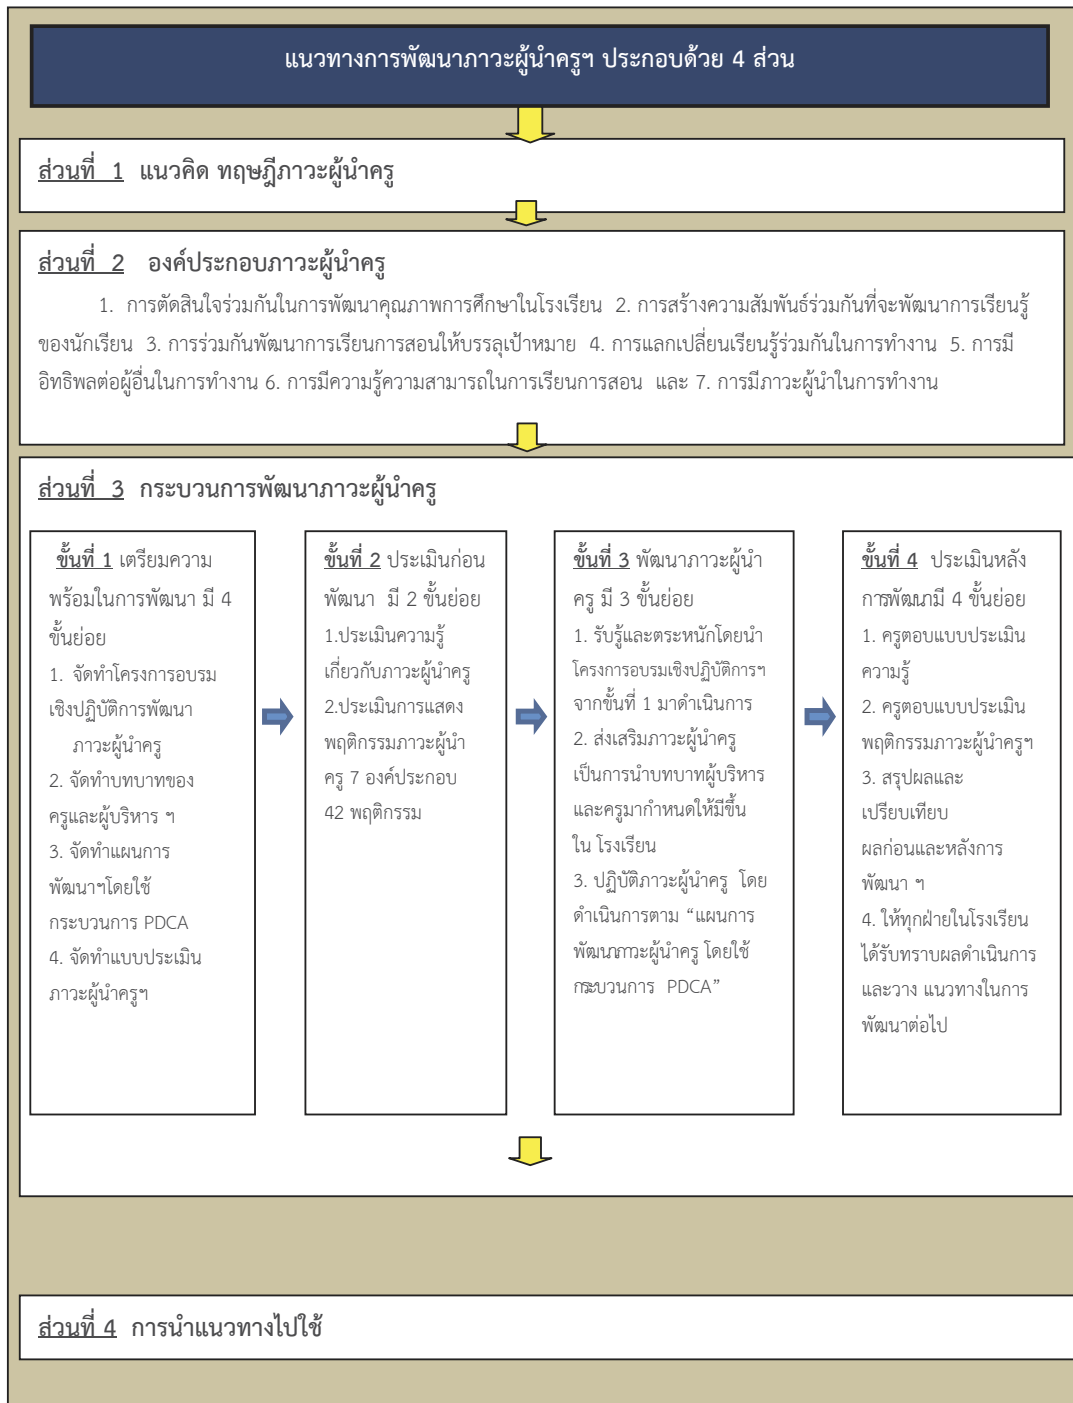 แนวทางการพัฒนาภาวะผู้นำครูฯ ประกอบด้วย 4 ส่วน
ส่วนที่ 1 แนวคิด ทฤษฎีภาวะผู้นำครู
ส่วนที่ 2 องค์ประกอบภาวะผู้นำครู
1. การตัดสินใจร่วมกันในการพัฒนาคุณภาพการศึกษาในโรงเรียน 2. การสร้างความสัมพันธ์ร่วมกันที่จะพัฒนาการเรียนรู้
ของนักเรียน 3. การร่วมกันพัฒนาการเรียนการสอนให้บรรลุเป้าหมาย 4. การแลกเปลี่ยนเรียนรู้ร่วมกันในการทำงาน 5. การมี
อิทธิพลต่อผู้อื่นในการทำงาน 6. การมีความรู้ความสามารถในการเรียนการสอน และ 7. การมีภาวะผู้นำในการทำงาน
ส่วนที่ 3 กระบวนการพัฒนาภาวะผู้นำครู
ขั้นที่ 1 เตรียมความ
พร้อมในการพัฒนา มี 4
ขั้นย่อย
1. จัดทำโครงการอบรม
เชิงปฏิบัติการพัฒนา
ภาวะผู้นำครู
2. จัดทำบทบาทของ
ครูและผู้บริหาร ฯ
3. จัดทำแผนการ
พัฒนาฯโดยใช้
กระบวนการ PDCA
4. จัดทำแบบประเมิน
ภาวะผู้นำครูฯ
ขั้นที่ 2 ประเมินก่อน
พัฒนา มี 2 ขั้นย่อย
1.ประเมินความรู้
เกี่ยวกับภาวะผู้นำครู
2.ประเมินการแสดง
พฤติกรรมภาวะผู้นำ
ครู 7 องค์ประกอบ
42 พฤติกรรม
ขั้นที่ 3 พัฒนาภาวะผู้นำ
ครู มี 3 ขั้นย่อย
1. รับรู้และตระหนักโดยนำ
โครงการอบรมเชิงปฏิบัติการฯ
จากขั้นที่ 1 มาดำเนินการ
2. ส่งเสริมภาวะผู้นำครู
เป็นการนำบทบาทผู้บริหาร
และครูมากำหนดให้มีขึ้น
ใน โรงเรียน
3. ปฏิบัติภาวะผู้นำครู โดย
ดำเนินการตาม “แผนการ
พัฒนาภาวะผู้นำครู โดยใช้
กระบวนการ PDCA”
ขั้นที่ 4 ประเมินหลัง
การพัฒนามี 4 ขั้นย่อย
1. ครูตอบแบบประเมิน
ความรู้
2. ครูตอบแบบประเมิน
พฤติกรรมภาวะผู้นำครูฯ
3. สรุปผลและ
เปรียบเทียบ
ผลก่อนและหลังการ
พัฒนา ฯ
4. ให้ทุกฝ่ายในโรงเรียน
ได้รับทราบผลดำเนินการ
และวาง แนวทางในการ
พัฒนาต่อไป
ส่วนที่ 4 การนำแนวทางไปใช้